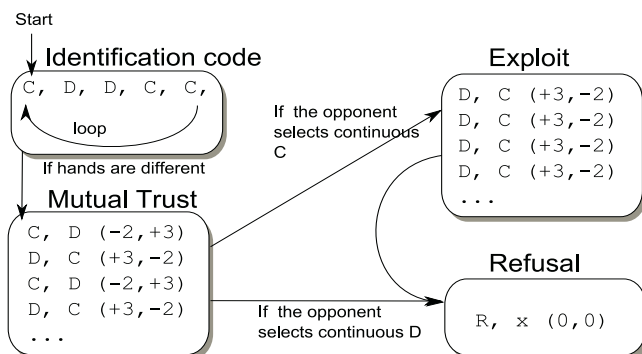 Start
Identification code
C, D, D, C, C,
loop
If hands are different
Mutual Trust
C, D (-2,+3)
D, C (+3,-2)
C, D (-2,+3)
D, C (+3,-2)
...
If the opponent
selects continuous
C
Exploit
D, C (+3,-2)
D, C (+3,-2)
D, C (+3,-2)
D, C (+3,-2)
...
If the opponent
selects continuous D
Refusal
R, x (0,0)